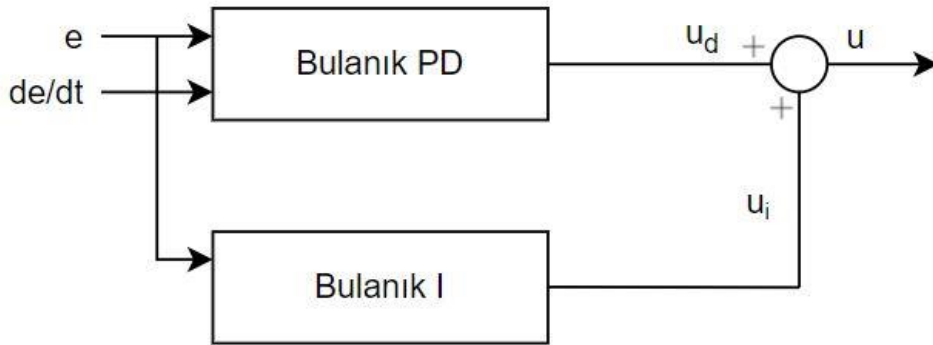 e
de/dt
Bulanık PD
u_d
+
u
+
u_i
Bulanık I